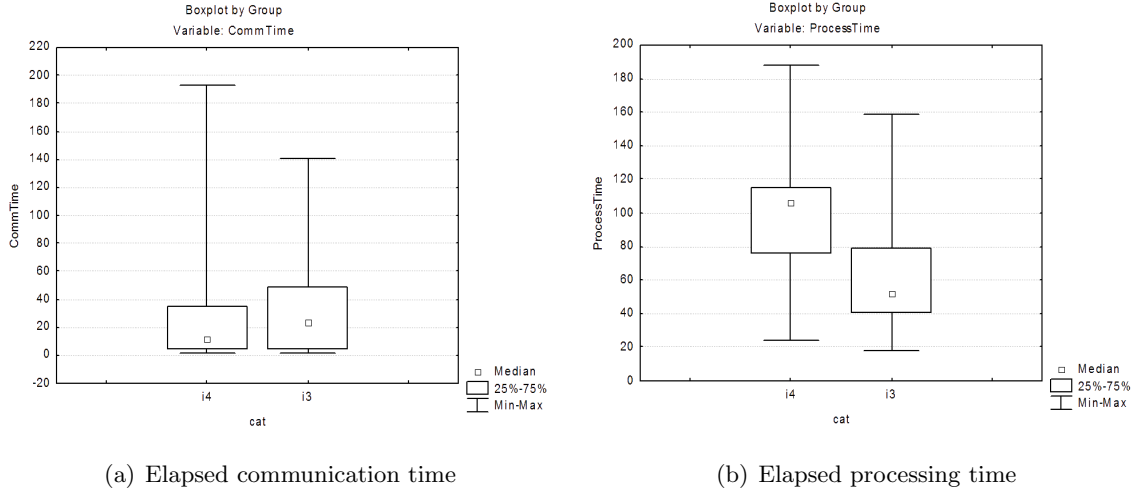 Boxplot by Group
Variable: CommTime
220
200
180
160
140
120
100
80
60
40
20
0
-20
CommTime
i4 i3
cat
Median
25%-75%
Min-Max
(a) Elapsed communication time
Boxplot by Group
Variable: ProcessTime
200
180
160
140
120
100
80
60
40
20
0
ProcessTime
i4 i3
cat
Median
25%-75%
Min-Max
(b) Elapsed processing time